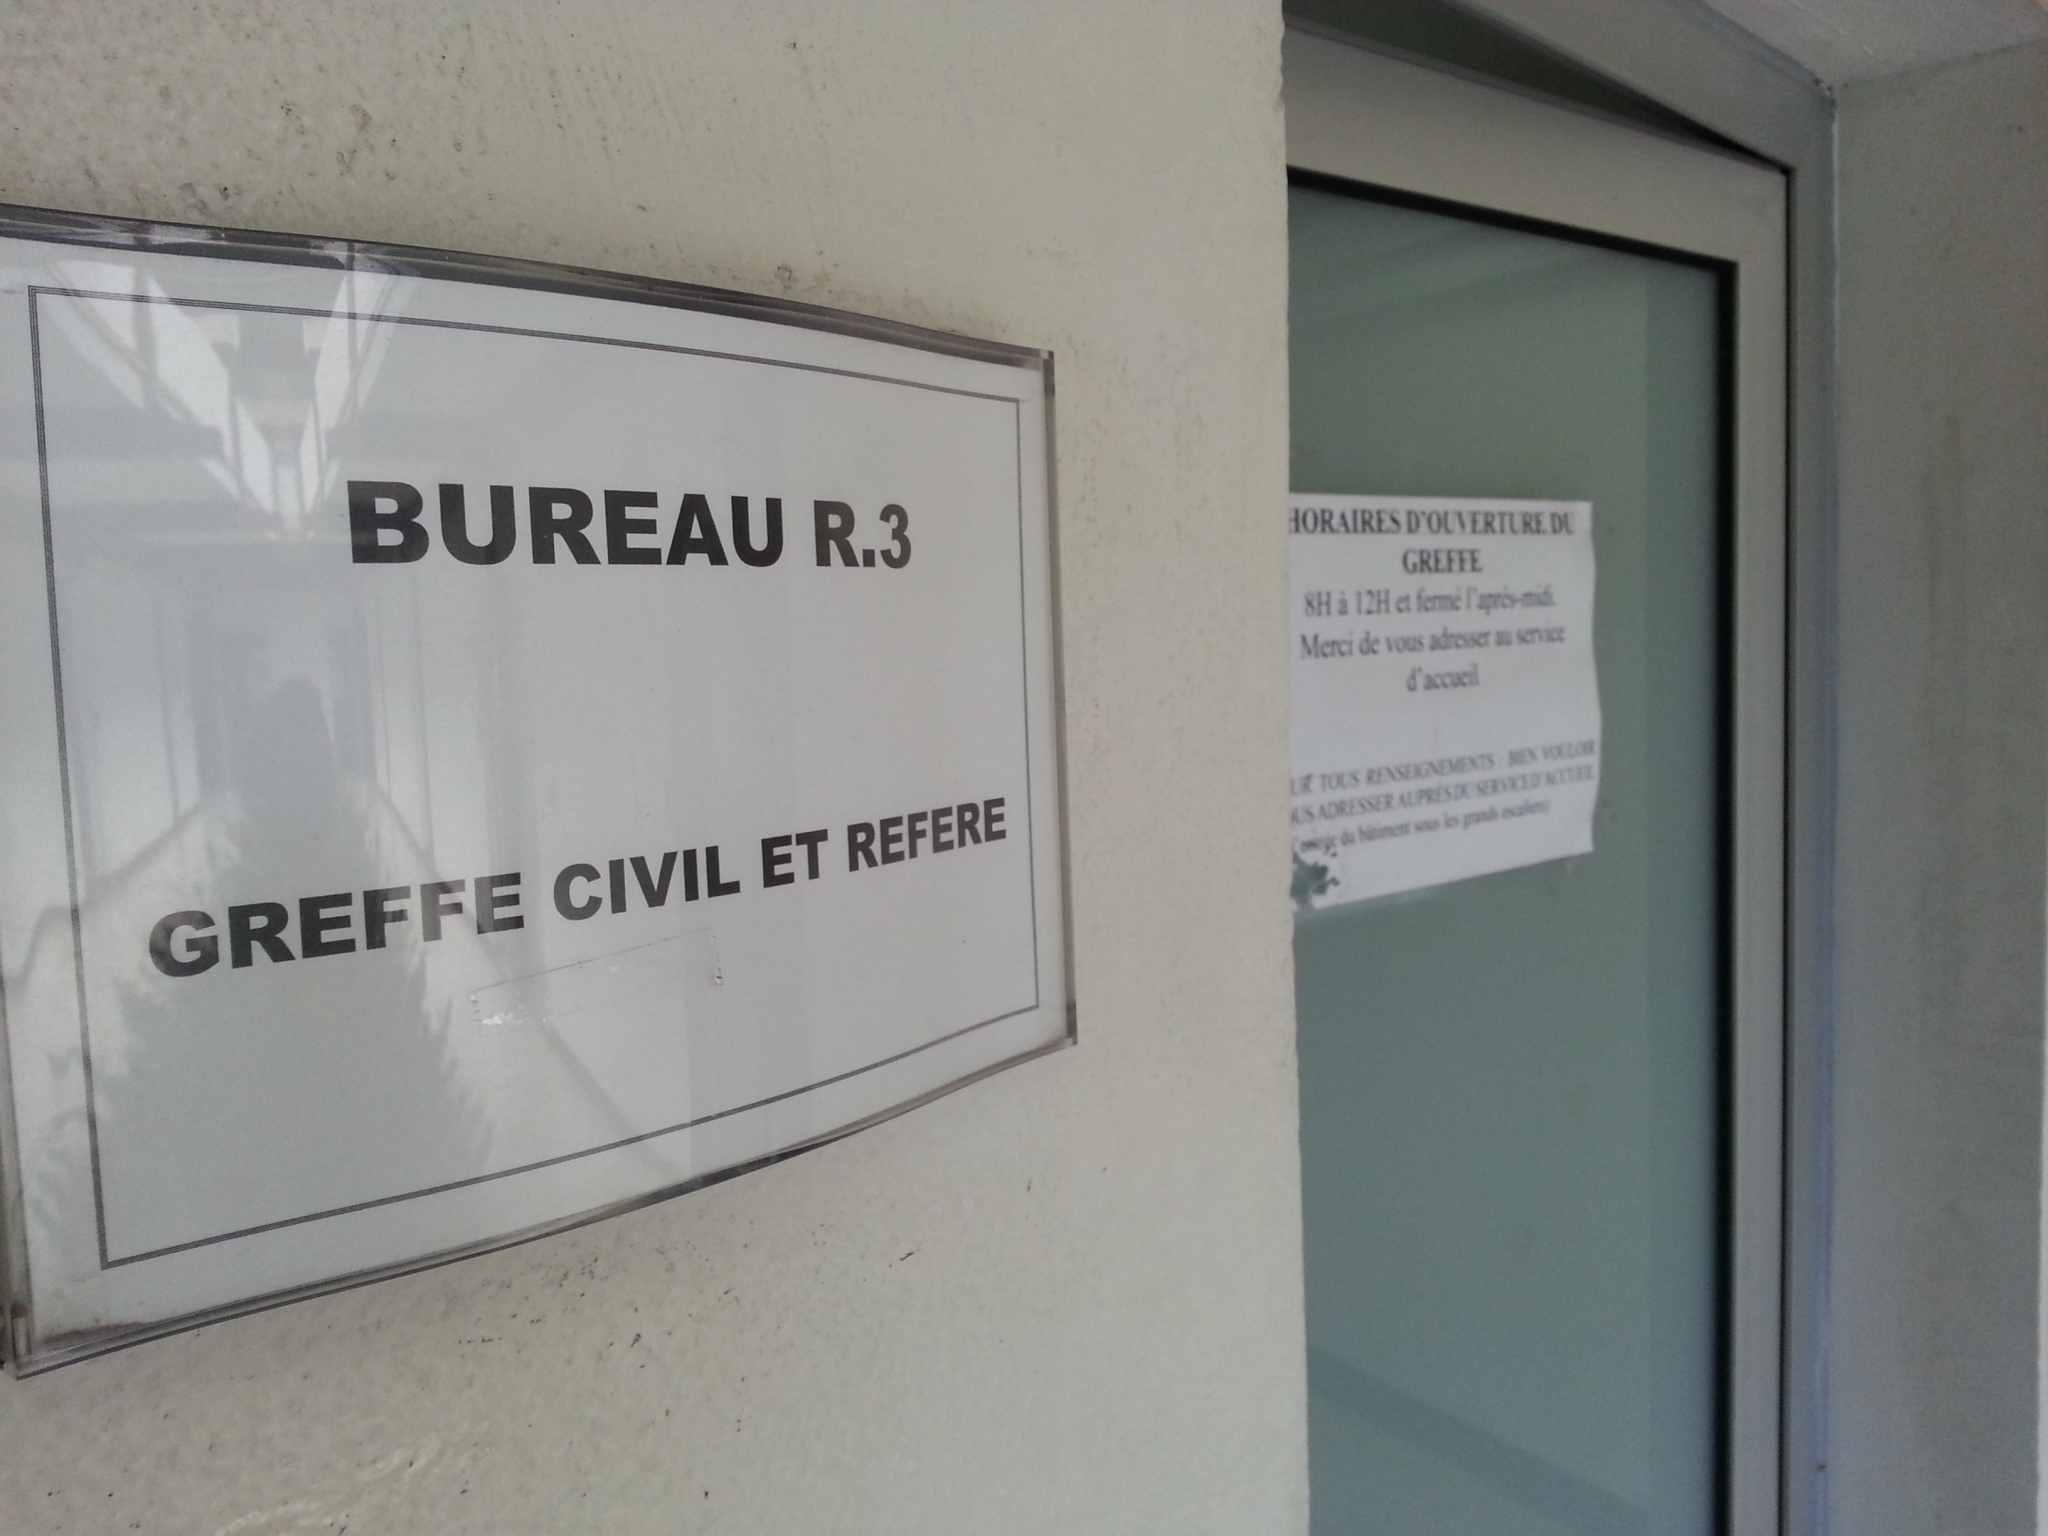 BUREAU R.3
GREFFE CIVIL ET REFERE
HORAIRES D'OUVERTURE DU
GREFFE
8H à 12H et fermé l'après-midi.
Merci de vous adresser au service
d'accueil
TOUS RENSEIGNEMENTS : BIEN VOULOIR
ADRESSER AUPRÈS DU SERVICE D'ACCUEIL
du bâtiment sous les grands escaliers)